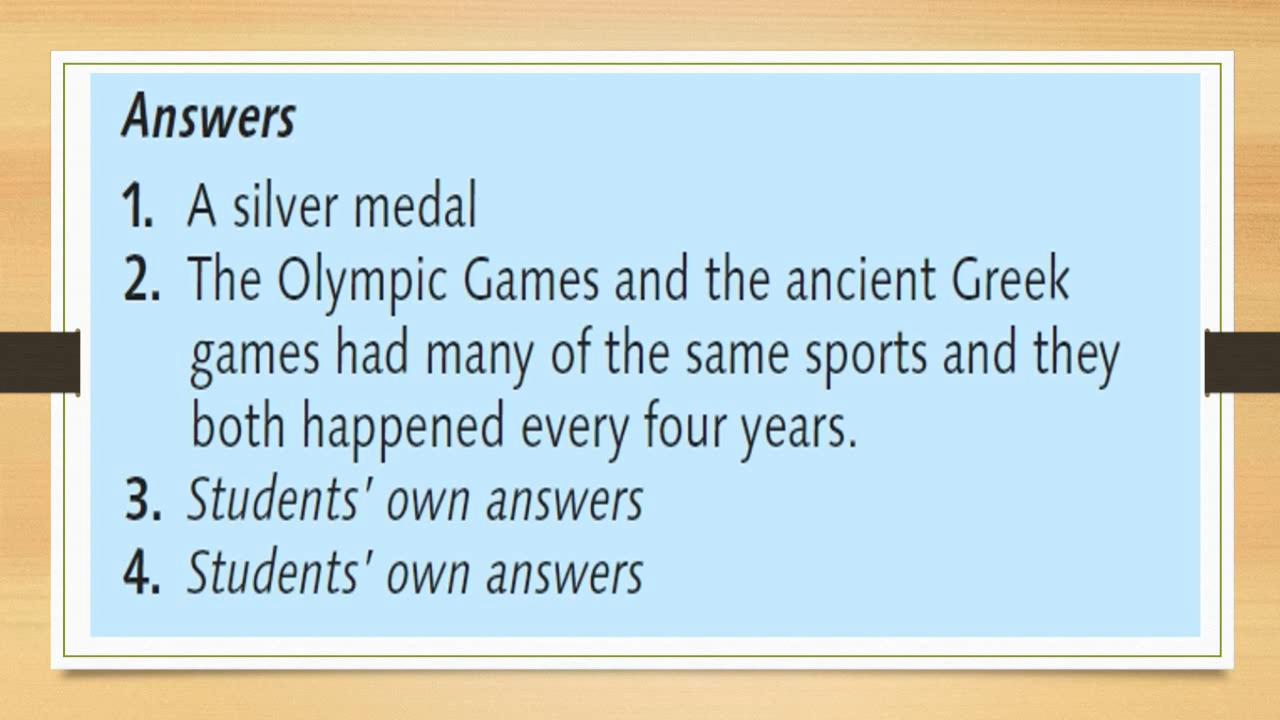 Answers
1. A silver medal
2. The Olympic Games and the ancient Greek
games had many of the same sports and they
both happened every four years.
3. Students' own answers
4. Students' own answers